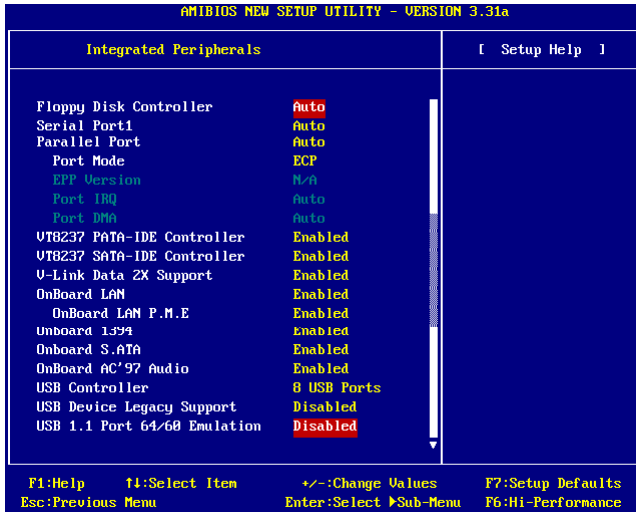 AMIBIOS NEW SETUP UTILITY - VERSION 3.31a
Integrated Peripherals
[ Setup Help ]
Floppy Disk Controller Auto
Serial Port1 Auto
Parallel Port Auto
Port Mode ECP
EPP Version N/A
Port IRQ Auto
Port DMA Auto
VT8237 PATA-IDE Controller Enabled
VT8237 SATA-IDE Controller Enabled
V-Link Data 2X Support Enabled
OnBoard LAN Enabled
OnBoard LAN P.M.E Enabled
Onboard 1394 Enabled
Onboard S.ATA Enabled
OnBoard AC'97 Audio Enabled
USB Controller 8 USB Ports
USB Device Legacy Support Disabled
USB 1.1 Port 64/60 Emulation Disabled
F1:Help ↑↓:Select Item +/-:Change Values F7:Setup Defaults
Esc:Previous Menu Enter:Select ▶Sub-Menu F6:Hi-Performance